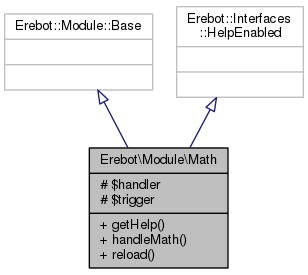 Erebot::Module::Base
Erebot::Interfaces
::HelpEnabled
Erebot\Module\Math
# $handler
# $trigger
+ getHelp()
+ handleMath()
+ reload()